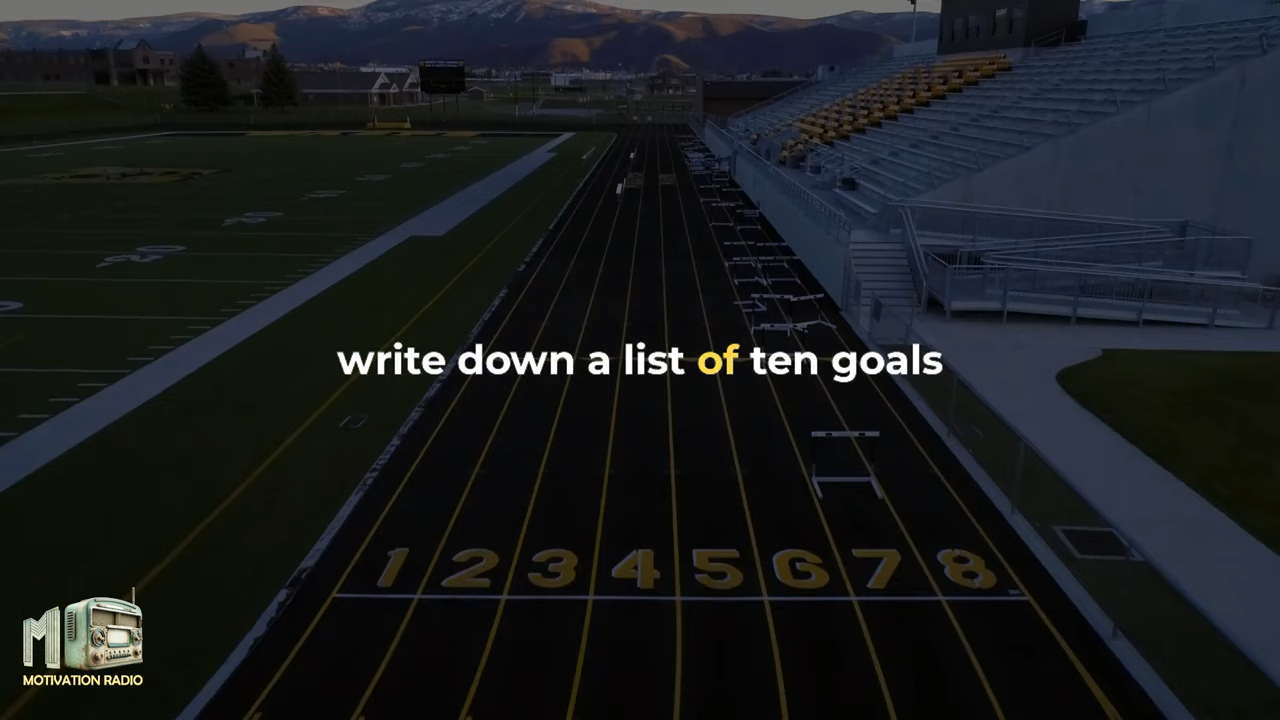 write down a list of ten goals
1 2 3 4 5 6 7 8
M
MOTIVATION RADIO